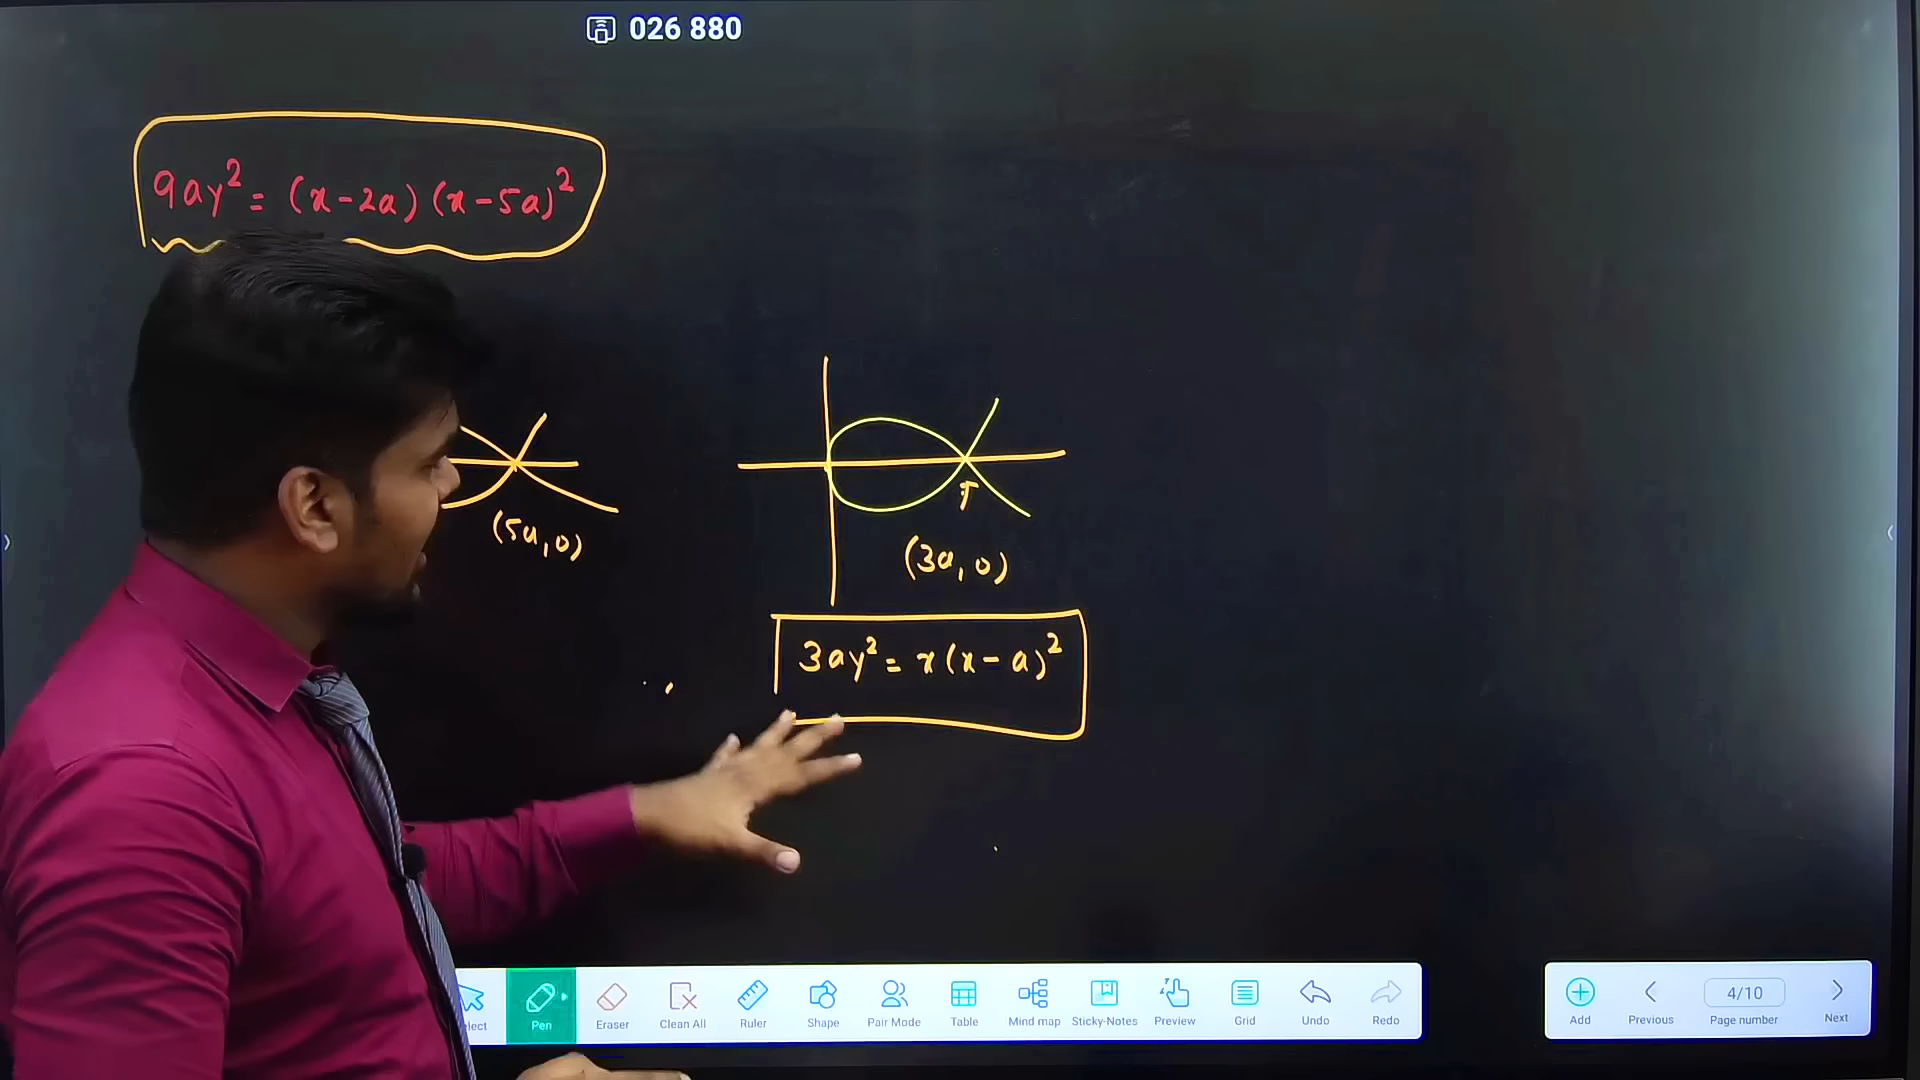 026 880
9ay² = (x-2a) (x-5a)²
(5a, 0)
(3a, 0)
3ay² = x(x-a)²
Pen
Eraser
Clean All
Ruler
Shape
Pair Mode
Table
Mind map
Sticky-Notes
Preview
Grid
Undo
Redo
Add
Previous
4/10
Page number
Next